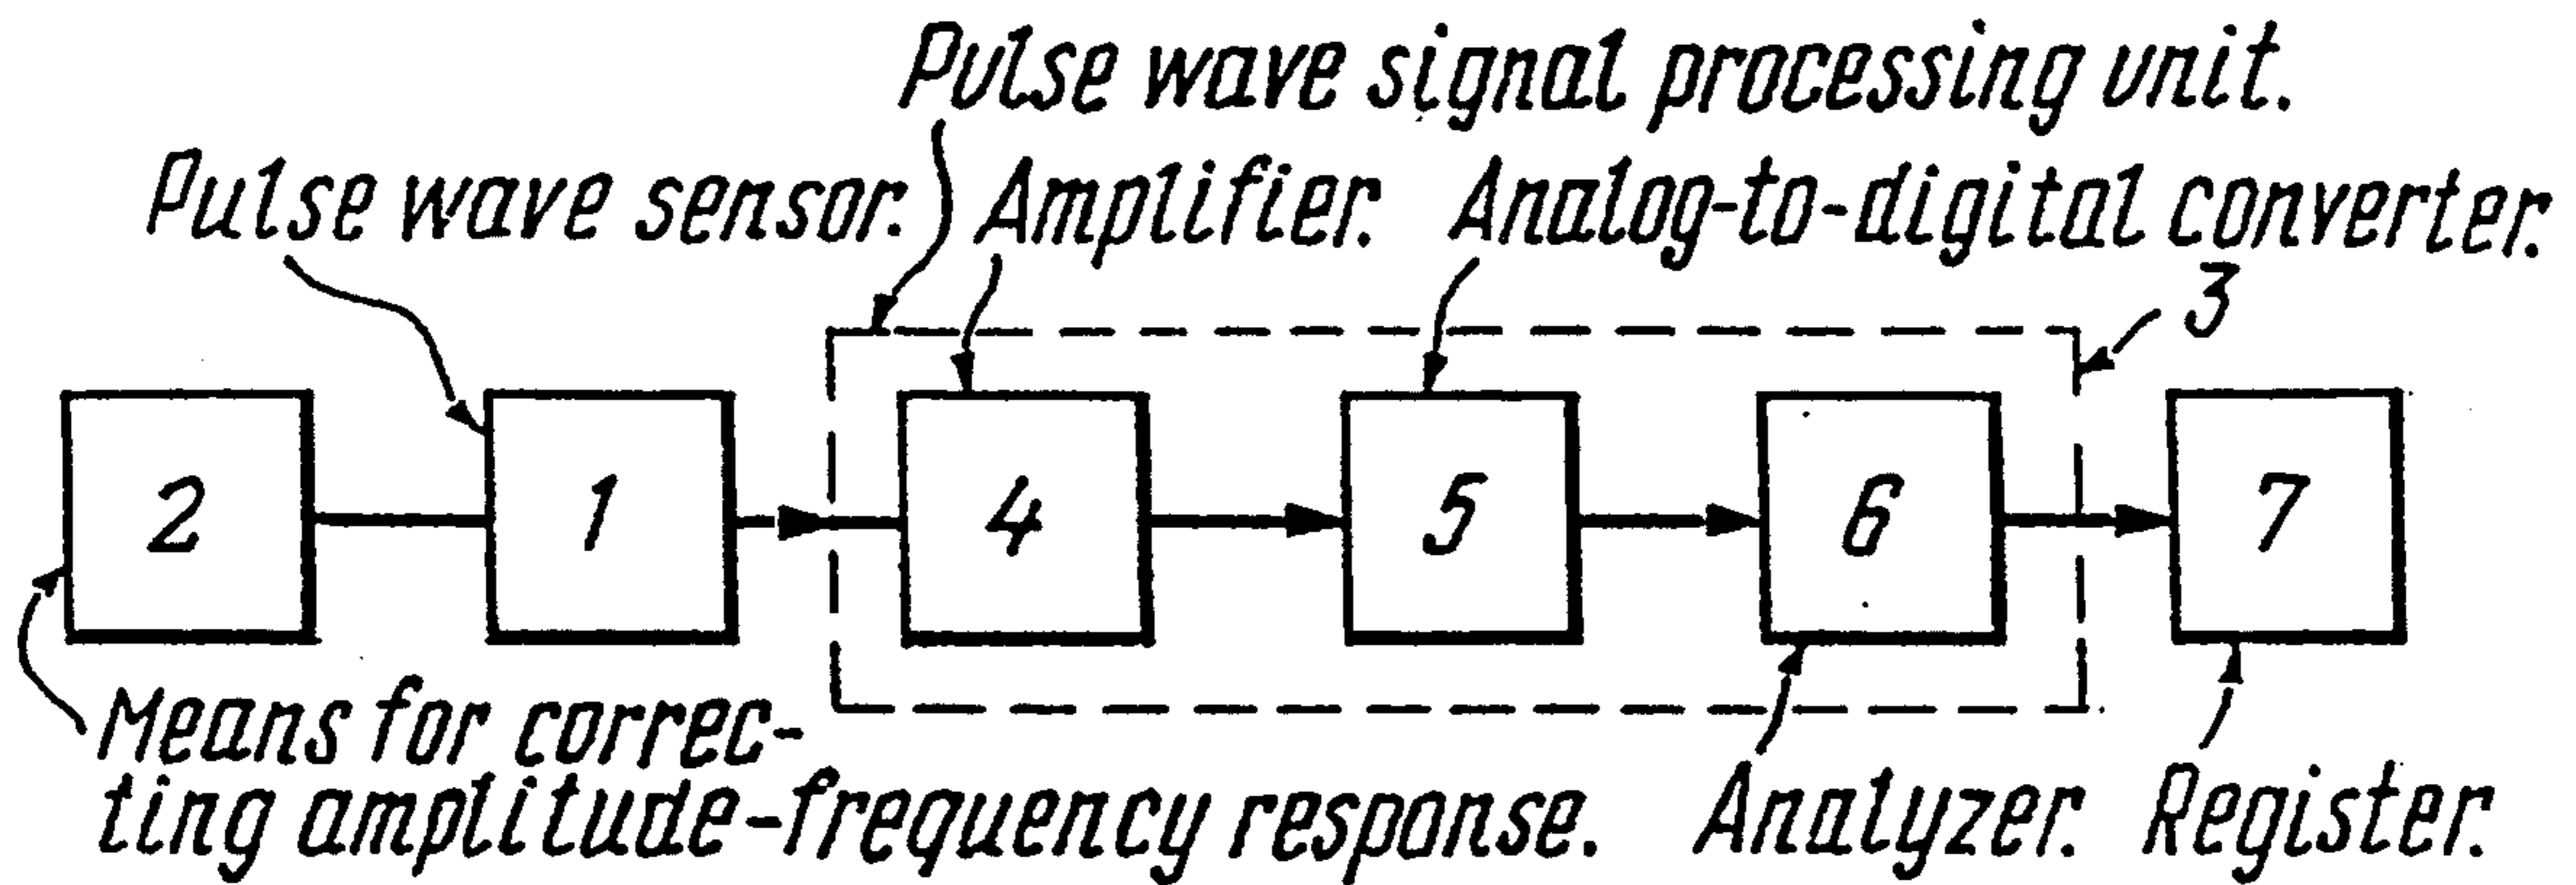 Pulse wave signal processing unit.
Pulse wave sensor. Amplifier. Analog-to-digital converter.
3
2 1 4 5 6 7
Means for correc-
ting amplitude-frequency response. Analyzer. Register.